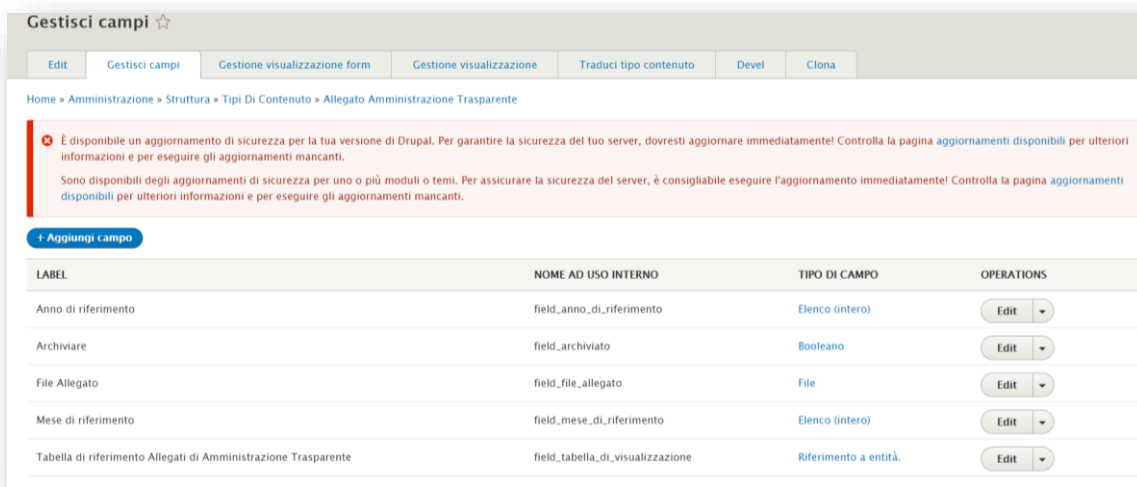 Gestisci campi
Edit Gestisci campi Gestione visualizzazione form Gestione visualizzazione Traduci tipo contenuto Devel Clona
Home » Amministrazione » Struttura » Tipi Di Contenuto » Allegato Amministrazione Trasparente
È disponibile un aggiornamento di sicurezza per la tua versione di Drupal. Per garantire la sicurezza del tuo server, dovresti aggiornare immediatamente! Controlla la pagina aggiornamenti disponibili per ulteriori
informazioni e per eseguire gli aggiornamenti mancanti.
Sono disponibili degli aggiornamenti di sicurezza per uno o più moduli o temi. Per assicurare la sicurezza del server, è consigliabile eseguire l'aggiornamento immediatamente! Controlla la pagina aggiornamenti
disponibili per ulteriori informazioni e per eseguire gli aggiornamenti mancanti.
+ Aggiungi campo
LABEL NOME AD USO INTERNO TIPO DI CAMPO OPERATIONS
Anno di riferimento field_anno_di_riferimento Elenco (intero) Edit
Archiviare field_archiviato Booleano Edit
File Allegato field_file_allegato File Edit
Mese di riferimento field_mese_di_riferimento Elenco (intero) Edit
Tabella di riferimento Allegati di Amministrazione Trasparente field_tabella_di_visualizzazione Riferimento a entità. Edit